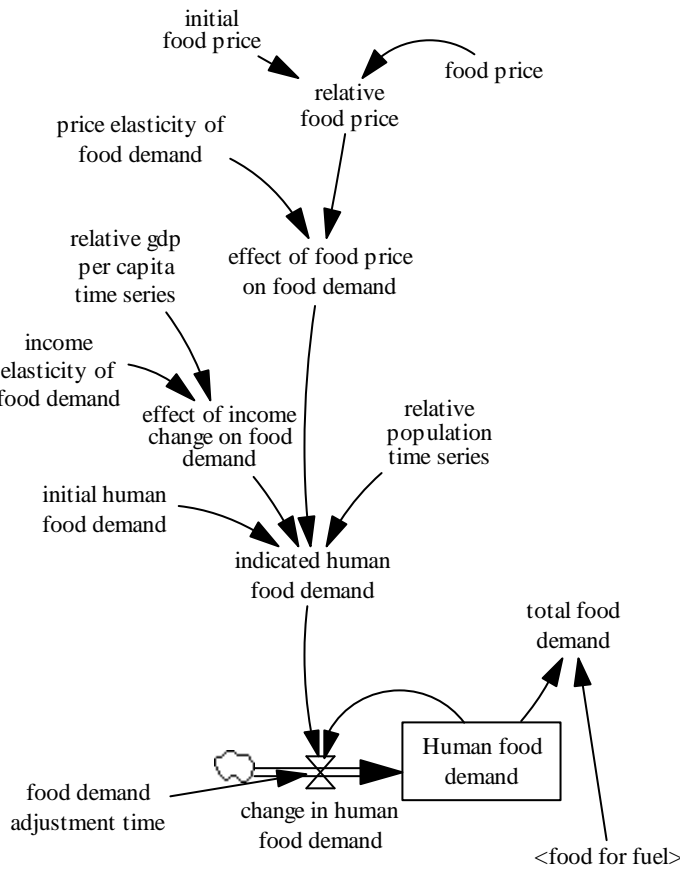 initial
food price
food price
relative
food price
price elasticity of
food demand
relative gdp
per capita
time series
effect of food price
on food demand
income
elasticity of
food demand
effect of income
change on food
demand
relative
population
time series
initial human
food demand
indicated human
food demand
total food
demand
Human food
demand
food demand
adjustment time
change in human
food demand
<food for fuel>